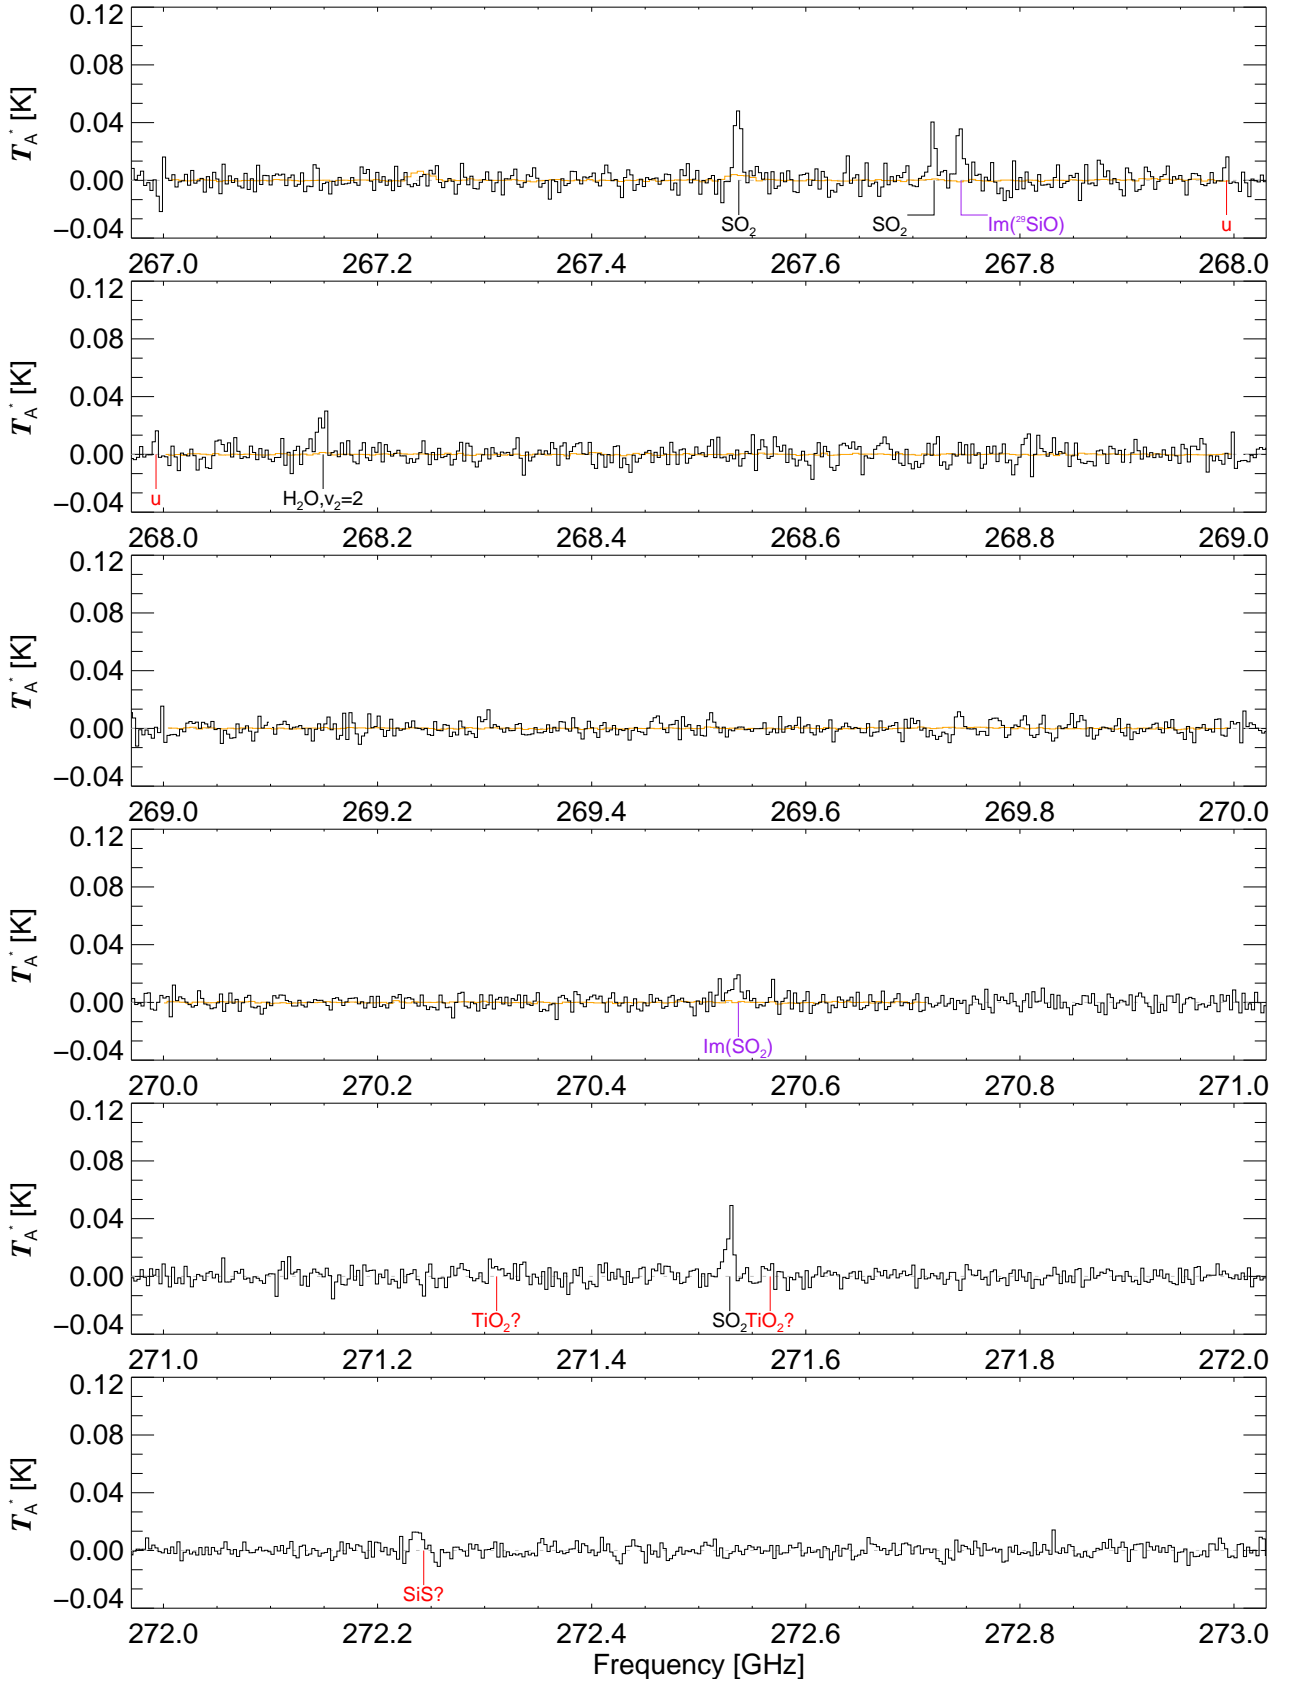 0.12
0.08
0.04
0.00
−0.04
T_A^* [K]
SO₂
SO₂
Im(²⁹SiO)
u
267.0 267.2 267.4 267.6 267.8 268.0
0.12
0.08
0.04
0.00
−0.04
T_A^* [K]
u
H₂O,v₂=2
268.0 268.2 268.4 268.6 268.8 269.0
0.12
0.08
0.04
0.00
−0.04
T_A^* [K]
269.0 269.2 269.4 269.6 269.8 270.0
0.12
0.08
0.04
0.00
−0.04
T_A^* [K]
Im(SO₂)
270.0 270.2 270.4 270.6 270.8 271.0
0.12
0.08
0.04
0.00
−0.04
T_A^* [K]
TiO₂?
SO₂
TiO₂?
271.0 271.2 271.4 271.6 271.8 272.0
0.12
0.08
0.04
0.00
−0.04
T_A^* [K]
SiS?
272.0 272.2 272.4 272.6 272.8 273.0
Frequency [GHz]